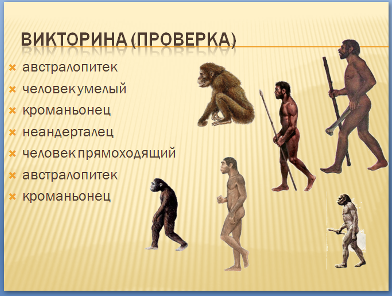 ВИКТОРИНА (ПРОВЕРКА)
австралопитек
человек умелый
кроманьонец
неандерталец
человек прямоходящий
австралопитек
кроманьонец